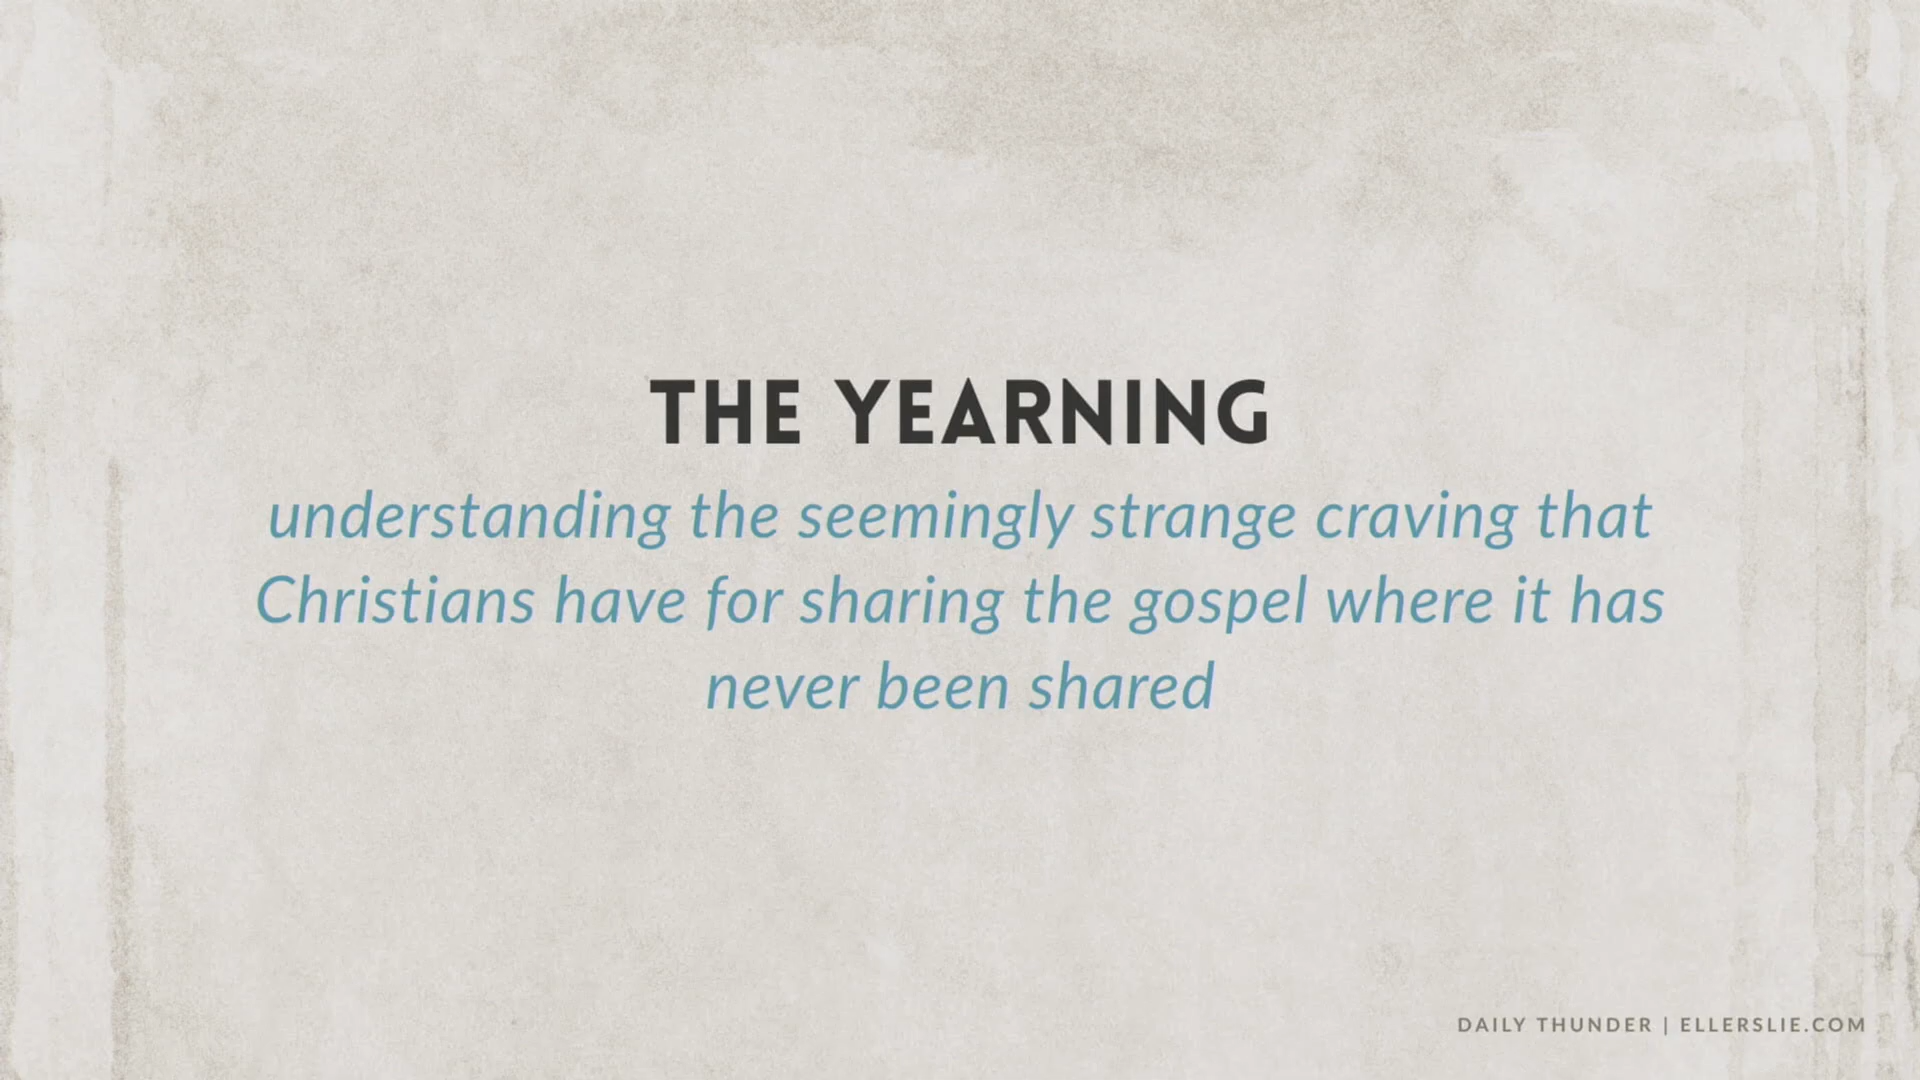 THE YEARNING
understanding the seemingly strange craving that
Christians have for sharing the gospel where it has
never been shared
DAILY THUNDER | ELLERSLIE.COM